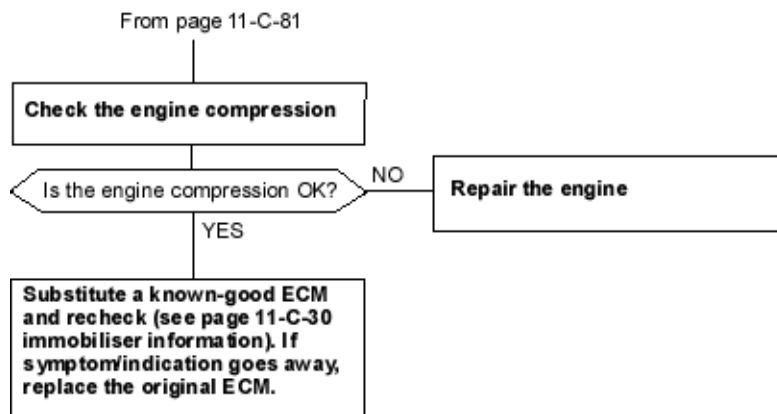 From page 11-C-81
Check the engine compression
Is the engine compression OK?
NO
Repair the engine
YES
Substitute a known-good ECM
and recheck (see page 11-C-30
immobiliser information). If
symptom/indication goes away,
replace the original ECM.